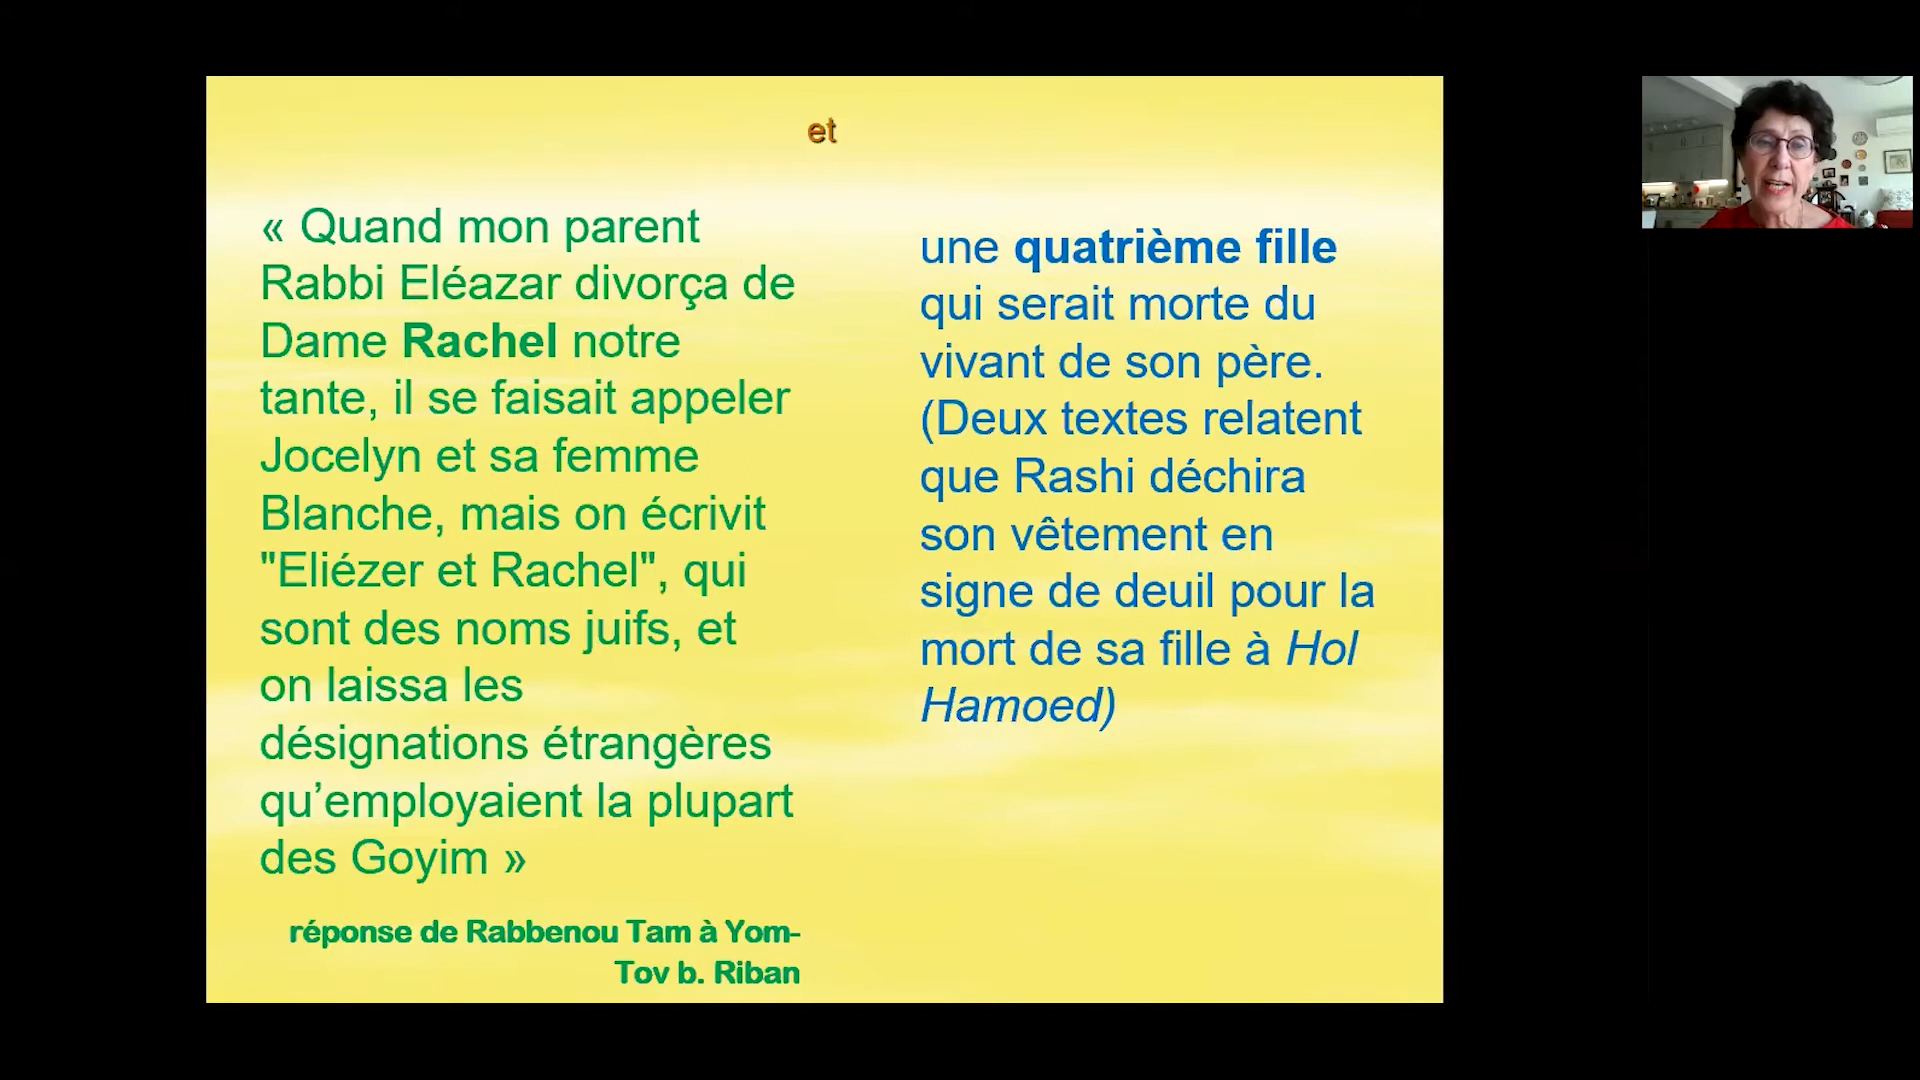 et
« Quand mon parent
Rabbi Eléazar divorça de
Dame Rachel notre
tante, il se faisait appeler
Jocelyn et sa femme
Blanche, mais on écrivit
"Eliézer et Rachel", qui
sont des noms juifs, et
on laissa les
désignations étrangères
qu’employaient la plupart
des Goyim »
réponse de Rabbenou Tam à Yom-
Tov b. Riban
une quatrième fille
qui serait morte du
vivant de son père.
(Deux textes relatent
que Rashi déchira
son vêtement en
signe de deuil pour la
mort de sa fille à Hol
Hamoed)